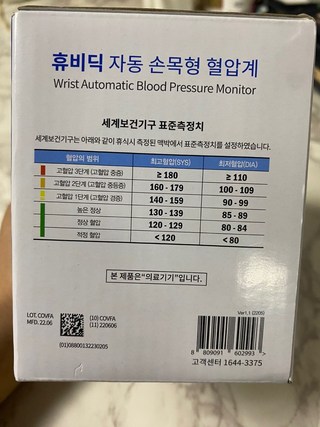 휴비딕 자동 손목형 혈압계
Wrist Automatic Blood Pressure Monitor
세계보건기구 표준측정치
세계보건기구는 아래와 같이 휴식시 측정된 맥박에서 표준측정치를 설정하였습니다.
혈압의 범위 최고혈압(SYS) 최저혈압(DIA)
고혈압 3단계 (고혈압 중증) ≥ 180 ≥ 110
고혈압 2단계 (고혈압 중등증) 160 - 179 100 - 109
고혈압 1단계 (고혈압 경증) 140 - 159 90 - 99
높은 정상 130 - 139 85 - 89
정상 혈압 120 - 129 80 - 84
적정 혈압 < 120 < 80
본 제품은 "의료기기" 입니다.
LOT. COVFA
MFD. 22.06
(10) COVFA
(11) 220606
(01)08800132230205
8 809091 602993 >
고객센터 1644-3375